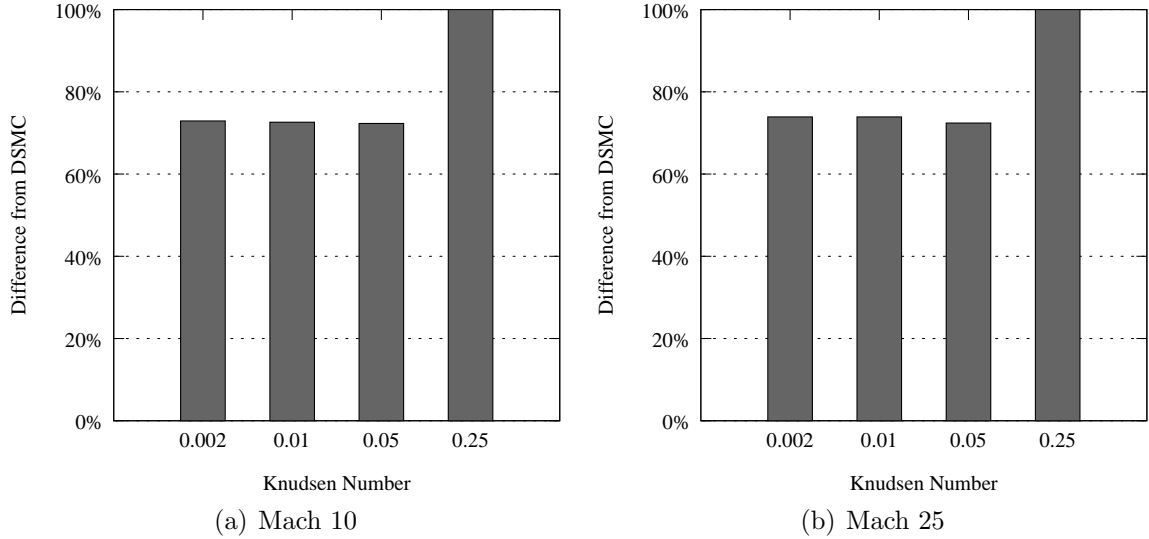 100%
80%
60%
40%
20%
0%
Difference from DSMC
0.002 0.01 0.05 0.25
Knudsen Number
(a) Mach 10
100%
80%
60%
40%
20%
0%
Difference from DSMC
0.002 0.01 0.05 0.25
Knudsen Number
(b) Mach 25